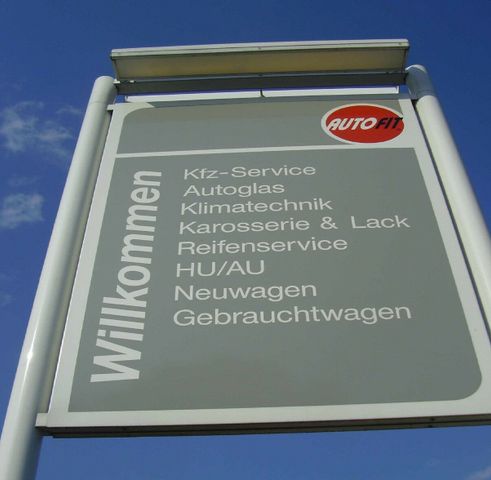 AUTOFIT
Willkommen
Kfz-Service
Autoglas
Klimatechnik
Karosserie & Lack
Reifenservice
HU/AU
Neuwagen
Gebrauchtwagen